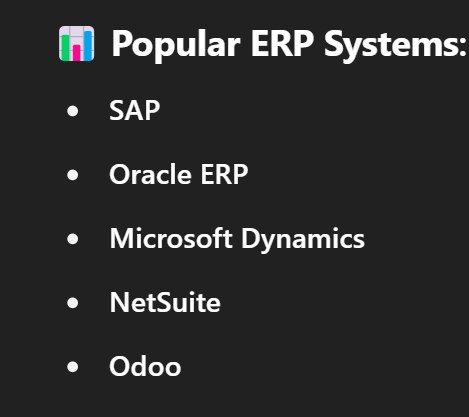 📊 Popular ERP Systems:
• SAP
• Oracle ERP
• Microsoft Dynamics
• NetSuite
• Odoo